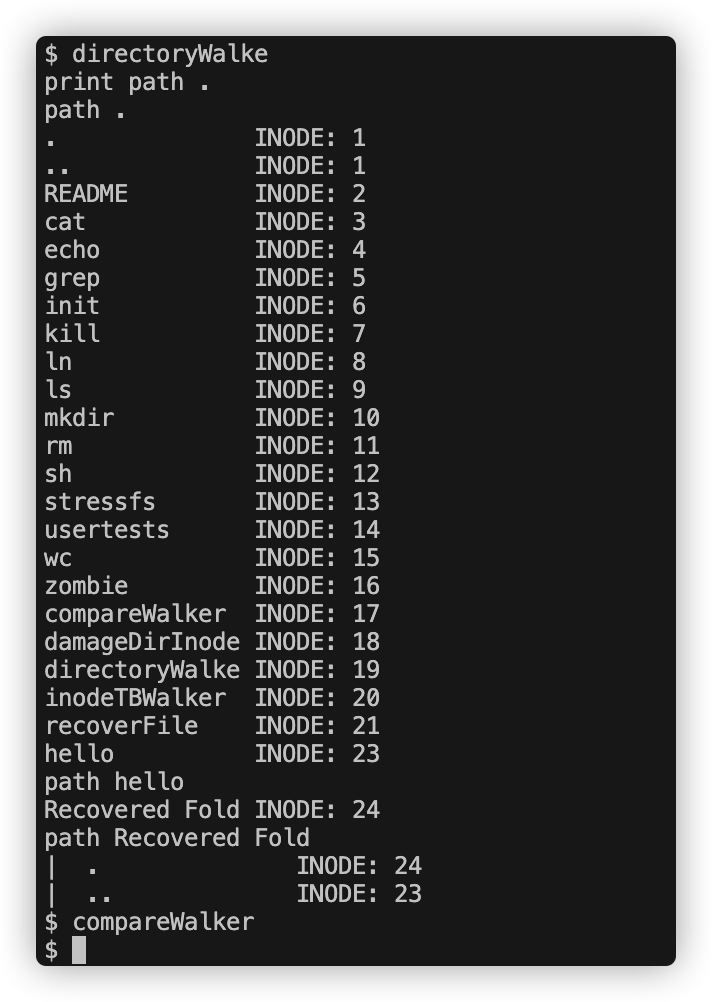 $ directoryWalke
print path .
path .
.              INODE: 1
..             INODE: 1
README         INODE: 2
cat            INODE: 3
echo           INODE: 4
grep           INODE: 5
init           INODE: 6
kill           INODE: 7
ln             INODE: 8
ls             INODE: 9
mkdir          INODE: 10
rm             INODE: 11
sh             INODE: 12
stressfs       INODE: 13
usertests      INODE: 14
wc             INODE: 15
zombie         INODE: 16
compareWalker  INODE: 17
damageDirInode INODE: 18
directoryWalke INODE: 19
inodeTBWalker  INODE: 20
recoverFile    INODE: 21
hello          INODE: 23
path hello
Recovered Fold INODE: 24
path Recovered Fold
|  .              INODE: 24
|  ..             INODE: 23
$ compareWalker
$